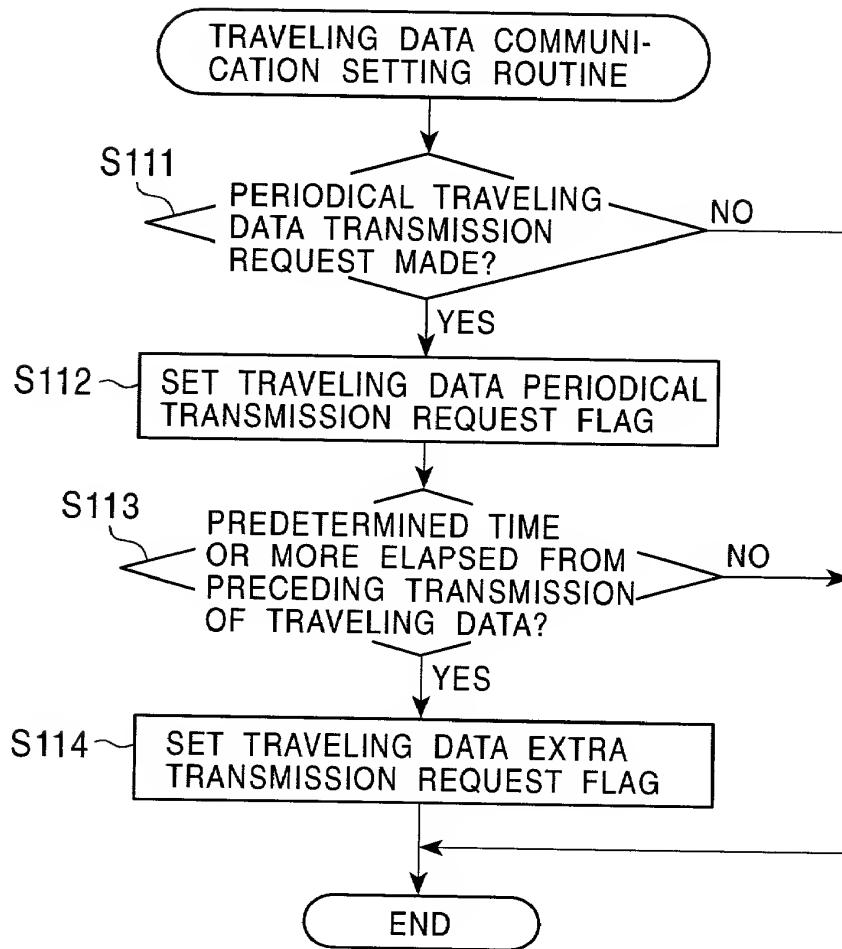 TRAVELING DATA COMMUNI-
CATION SETTING ROUTINE
S111
PERIODICAL TRAVELING
DATA TRANSMISSION
REQUEST MADE?
NO
YES
S112
SET TRAVELING DATA PERIODICAL
TRANSMISSION REQUEST FLAG
S113
PREDETERMINED TIME
OR MORE ELAPSED FROM
PRECEDING TRANSMISSION
OF TRAVELING DATA?
NO
YES
S114
SET TRAVELING DATA EXTRA
TRANSMISSION REQUEST FLAG
END